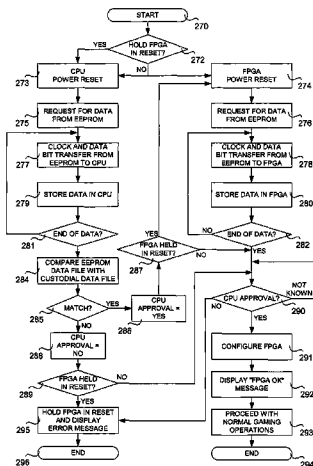 START
270
HOLD FPGA
IN RESET?
YES
272
NO
CPU
POWER RESET
273
FPGA
POWER RESET
274
REQUEST FOR DATA
FROM EEPROM
275
REQUEST FOR DATA
FROM EEPROM
276
CLOCK AND DATA
BIT TRANSFER FROM
EEPROM TO CPU
277
CLOCK AND DATA
BIT TRANSFER FROM
EEPROM TO FPGA
278
STORE DATA IN CPU
279
STORE DATA IN FPGA
280
END OF DATA?
281
YES
NO
END OF DATA?
282
COMPARE EEPROM
DATA FILE WITH
CUSTODIAL DATA FILE
284
FPGA HELD
IN RESET?
287
NO
YES
MATCH?
285
YES
CPU
APPROVAL =
YES
286
CPU APPROVAL?
NOT
KNOWN
290
NO
YES
NO
CPU
APPROVAL =
NO
288
CONFIGURE FPGA
291
FPGA HELD
IN RESET?
289
NO
YES
DISPLAY "FPGA OK"
MESSAGE
292
HOLD FPGA IN RESET
AND DISPLAY
ERROR MESSAGE
295
PROCEED WITH
NORMAL GAMING
OPERATIONS
293
END
296
END
294